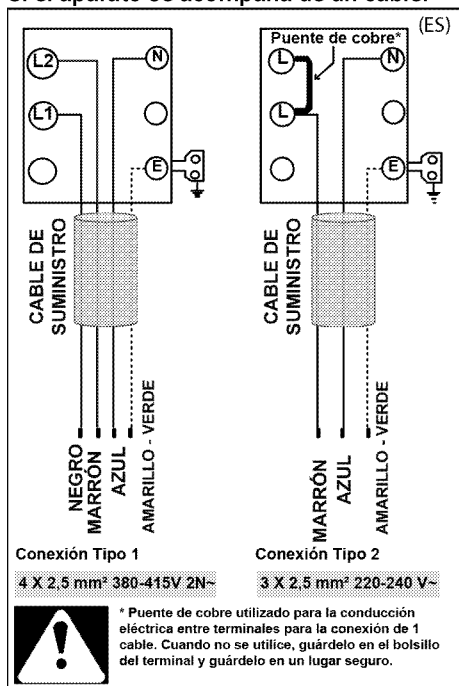 si el aparato se acompaña de un cable:
(ES)
L2
N
L1
E
CABLE DE
SUMINISTRO
NEGRO
MARRÓN
AZUL
AMARILLO - VERDE
Conexión Tipo 1
4 X 2,5 mm² 380-415V 2N~
Puente de cobre*
L
N
L
E
CABLE DE
SUMINISTRO
MARRÓN
AZUL
AMARILLO - VERDE
Conexión Tipo 2
3 X 2,5 mm² 220-240 V~
* Puente de cobre utilizado para la conducción
eléctrica entre terminales para la conexión de 1
cable. Cuando no se utilice, guárdelo en el bolsillo
del terminal y guárdelo en un lugar seguro.